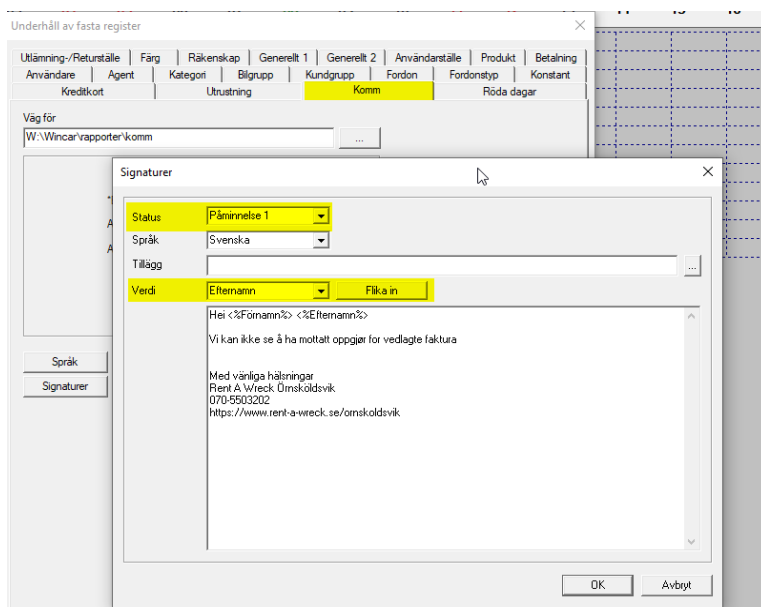 Underhåll av fasta register
Utlämning-/Returställe Färg Räkenskap Generellt 1 Generellt 2 Användarställe Produkt Betalning
Användare Agent Kategori Bilgrupp Kundgrupp Fordon Fordonstyp Konstant
Kreditkort Utrustning Komm Röda dagar
Väg för
W:\Wincar\rapporter\komm
...
Signaturer
Status Påminnelse 1
Språk Svenska
Tillägg
...
Verdi Efternamn Flika in
Hei <%Förnamn%> <%Efternamn%>
Vi kan ikke se å ha mottatt oppgjør for vedlagte faktura
Med vänliga hälsningar
Rent A Wreck Örnsköldsvik
070-5503202
https://www.rent-a-wreck.se/ornskoldsvik
Språk
Signaturer
OK Avbryt